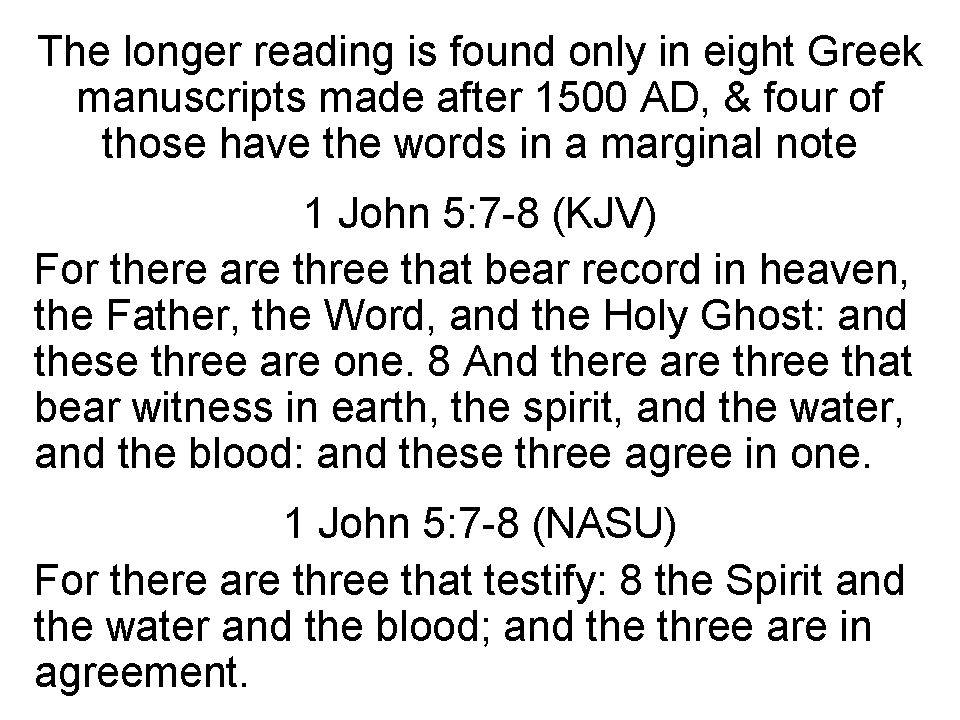 The longer reading is found only in eight Greek
manuscripts made after 1500 AD, & four of
those have the words in a marginal note
1 John 5:7-8 (KJV)
For there are three that bear record in heaven,
the Father, the Word, and the Holy Ghost: and
these three are one. 8 And there are three that
bear witness in earth, the spirit, and the water,
and the blood: and these three agree in one.
1 John 5:7-8 (NASU)
For there are three that testify: 8 the Spirit and
the water and the blood; and the three are in
agreement.